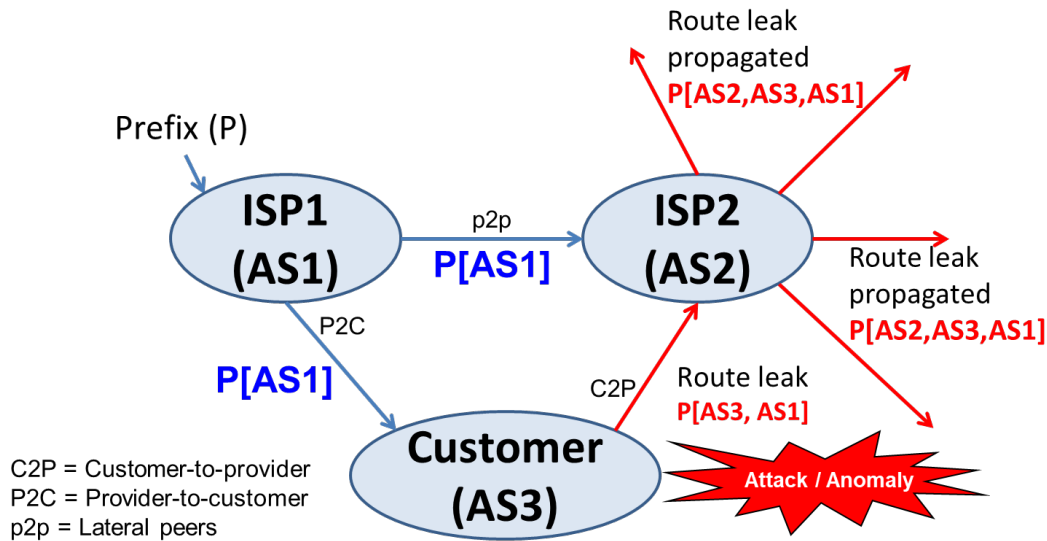 Route leak
propagated
P[AS2,AS3,AS1]
Prefix (P)
ISP1
(AS1)
p2p
P[AS1]
ISP2
(AS2)
Route leak
propagated
P[AS2,AS3,AS1]
P2C
P[AS1]
C2P
Route leak
P[AS3, AS1]
Customer
(AS3)
Attack / Anomaly
C2P = Customer-to-provider
P2C = Provider-to-customer
p2p = Lateral peers